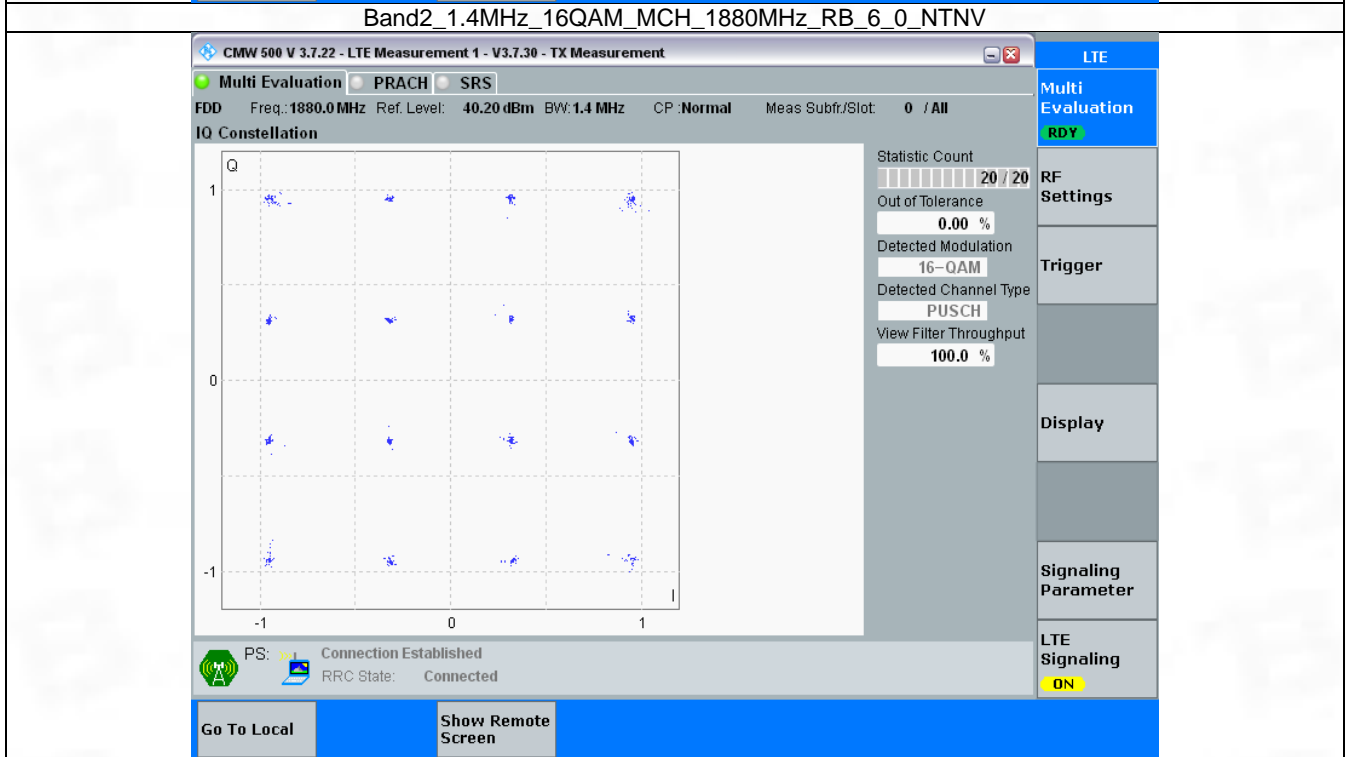 Band2_1.4MHz_16QAM_MCH_1880MHz_RB_6_0_NTNV
CMW 500 V 3.7.22 - LTE Measurement 1 - V3.7.30 - TX Measurement
LTE
Multi Evaluation PRACH SRS
Multi
Evaluation
RDY
FDD Freq.: 1880.0 MHz Ref. Level: 40.20 dBm BW: 1.4 MHz CP : Normal Meas Subfr./Slot: 0 / All
IQ Constellation
Q
1
0
-1
-1 0 1
I
Statistic Count
20 / 20
Out of Tolerance
0.00 %
Detected Modulation
16-QAM
Detected Channel Type
PUSCH
View Filter Throughput
100.0 %
RF
Settings
Trigger
Display
Signaling
Parameter
LTE
Signaling
ON
PS: Connection Established
RRC State: Connected
Go To Local
Show Remote
Screen